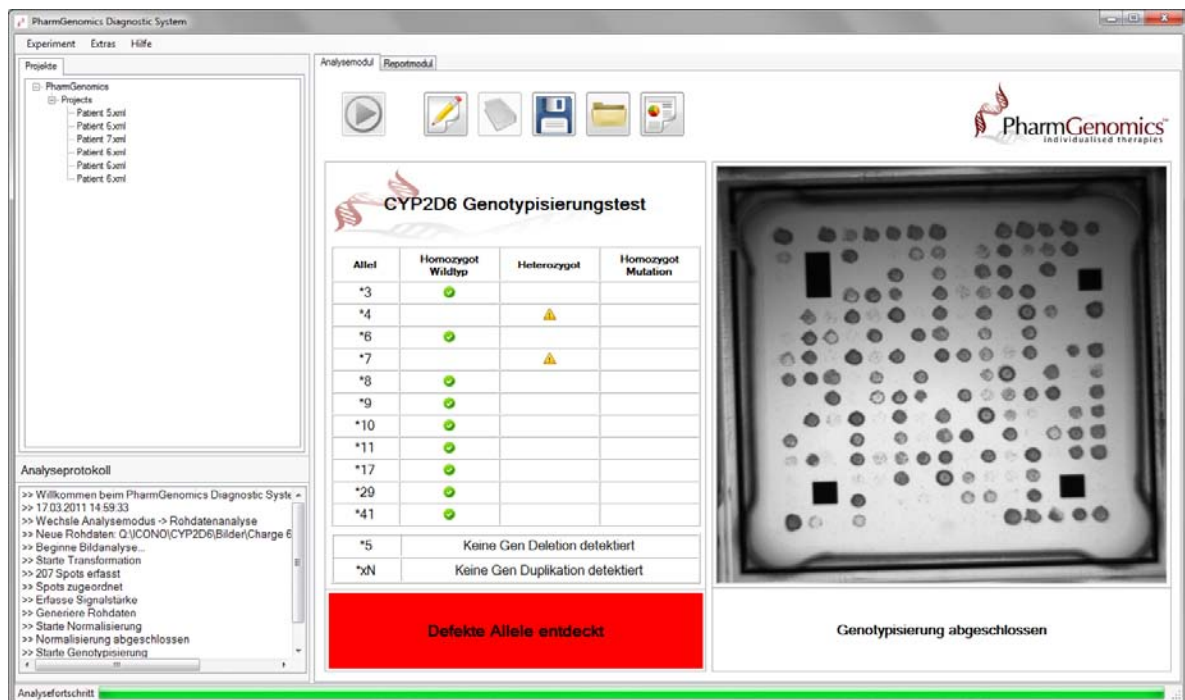 PharmGenomics Diagnostic System
Experiment Extras Hilfe
Projekte
PharmGenomics
Projects
Patient 5.xml
Patient 6.xml
Patient 7.xml
Patient 6.xml
Patient 6.xml
Patient 6.xml
Analyseprotokoll
>> Willkommen beim PharmGenomics Diagnostic Syste
>> 17.03.2011 14:59:33
>> Wechsle Analysemodus -> Rohdatenanalyse
>> Neue Rohdaten: Q:\ICONO\CYP2D6\Bilder\Charge 6
>> Beginne Bildanalyse...
>> Starte Transformation
>> 207 Spots erfasst
>> Spots zugeordnet
>> Erfasse Signalstärke
>> Generiere Rohdaten
>> Starte Normalisierung
>> Normalisierung abgeschlossen
>> Starte Genotypisierung
Analysemodul Reportmodul
PharmGenomics™
individualised therapies
CYP2D6 Genotypisierungstest
Allel Homozygot Wildtyp Heterozygot Homozygot Mutation
*3
*4
*6
*7
*8
*9
*10
*11
*17
*29
*41
*5 Keine Gen Deletion detektiert
*xN Keine Gen Duplikation detektiert
Defekte Allele entdeckt
Genotypisierung abgeschlossen
Analysefortschritt